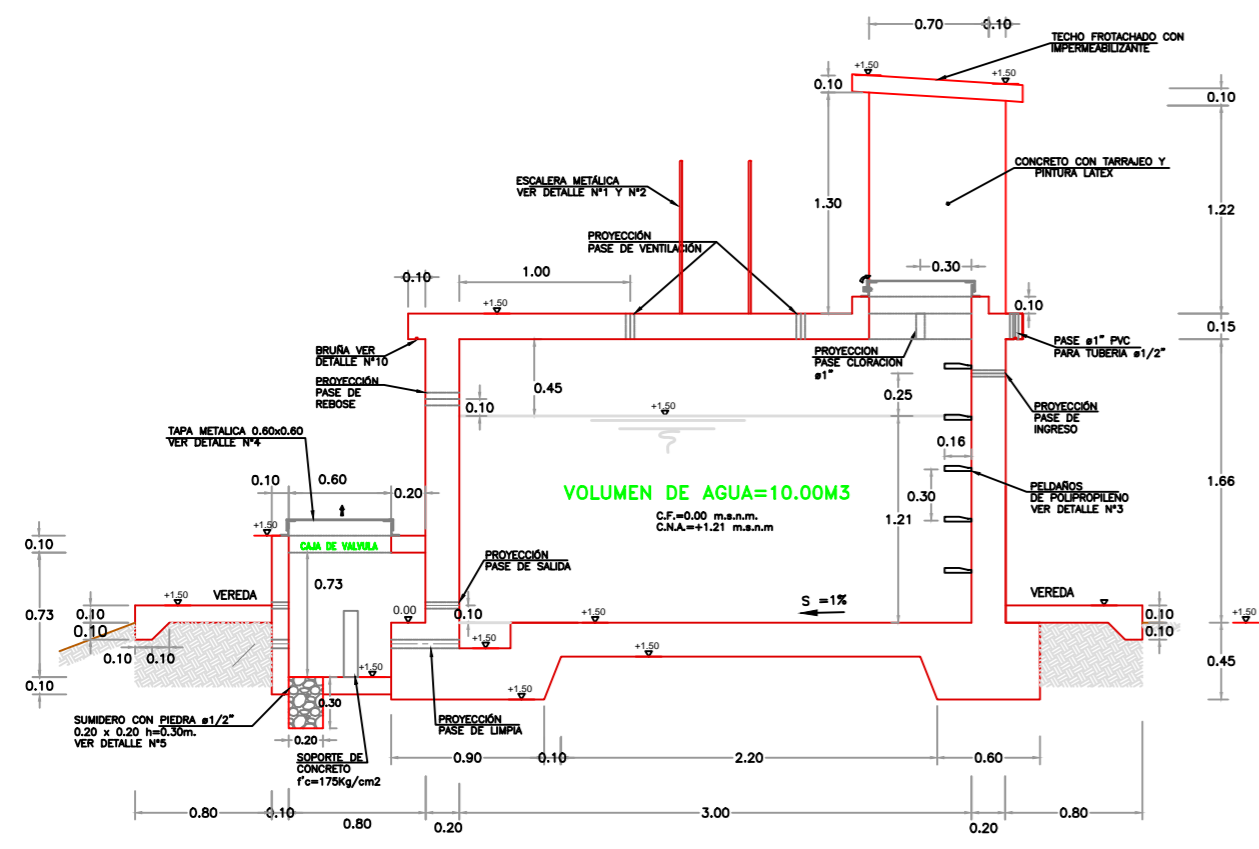 0.70
0.10
TECHO FROTACHADO CON
IMPERMEABILIZANTE
+1.50
+1.50
0.10
0.10
CONCRETO CON TARRAJEO Y
PINTURA LATEX
ESCALERA METÁLICA
VER DETALLE N°1 Y N°2
1.30
1.22
PROYECCIÓN
PASE DE VENTILACIÓN
0.10
1.00
0.30
+1.50
0.10
0.15
BRUÑA VER
DETALLE N°10
PROYECCION
PASE CLORACION
ø1"
PASE ø1" PVC
PARA TUBERIA ø1/2"
PROYECCIÓN
PASE DE
REBOSE
0.45
0.25
0.10
+1.50
PROYECCIÓN
PASE DE
INGRESO
TAPA METALICA 0.60x0.60
VER DETALLE N°4
0.16
0.10
0.60
0.20
VOLUMEN DE AGUA=10.00M3
C.F.=0.00 m.s.n.m.
C.N.A.=+1.21 m.s.n.m
0.30
1.21
PELDAÑOS
DE POLIPROPILENO
VER DETALLE N°3
1.66
+1.50
0.10
CAJA DE VALVULA
PROYECCIÓN
PASE DE SALIDA
0.73
0.73
+1.50
VEREDA
0.10
0.10
0.00
0.10
+1.50
S =1%
+1.50
VEREDA
0.10
0.10
+1.50
0.10
0.10
+1.50
+1.50
0.45
0.10
+1.50
0.30
SUMIDERO CON PIEDRA ø1/2"
0.20 x 0.20 h=0.30m.
VER DETALLE N°5
0.20
PROYECCIÓN
PASE DE LIMPIA
SOPORTE DE
CONCRETO
f'c=175Kg/cm2
0.90
0.10
2.20
0.60
0.80
0.10
0.80
0.20
3.00
0.20
0.80